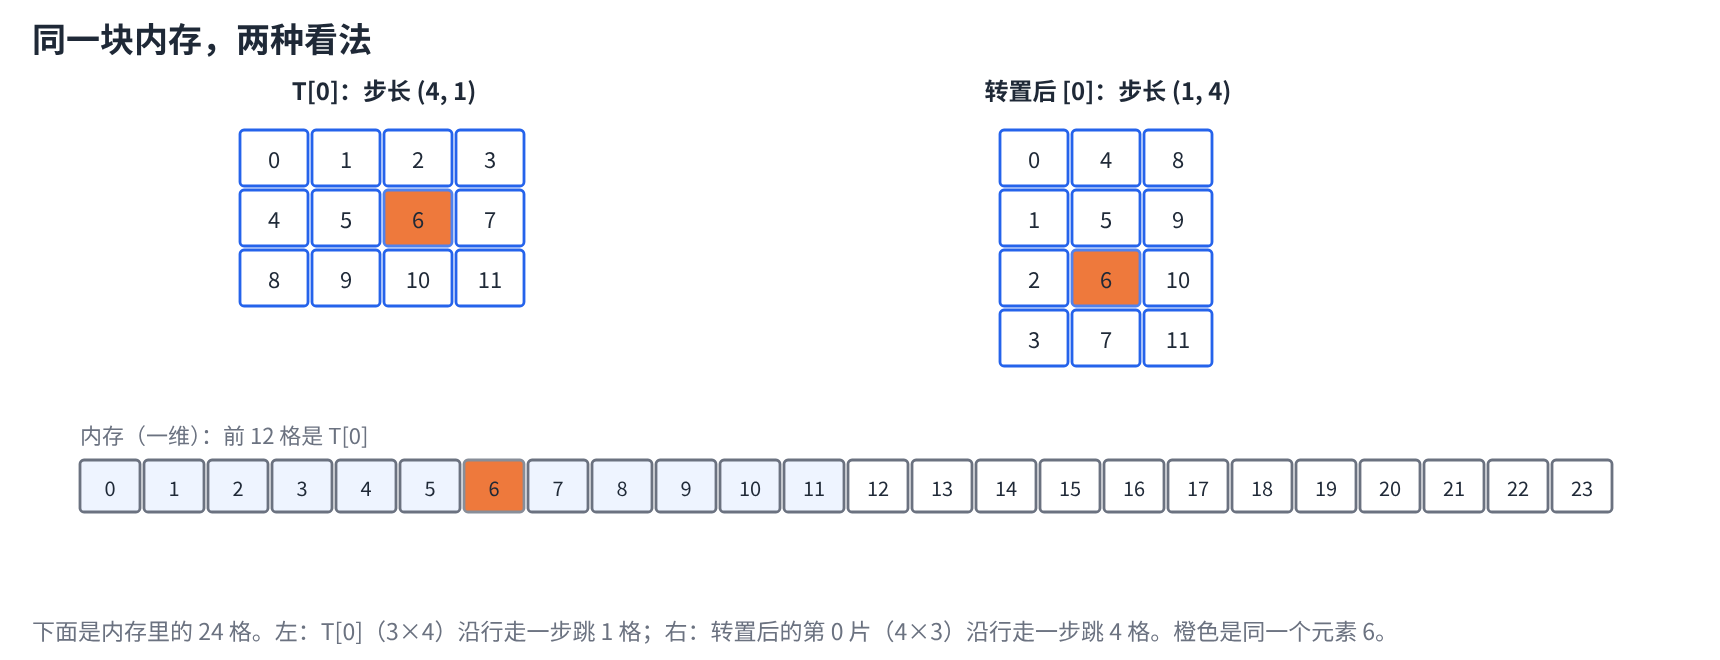 同一块内存，两种看法
T[0]：步长 (4, 1)
0 1 2 3
4 5 6 7
8 9 10 11
转置后 [0]：步长 (1, 4)
0 4 8
1 5 9
2 6 10
3 7 11
内存（一维）：前 12 格是 T[0]
0 1 2 3 4 5 6 7 8 9 10 11 12 13 14 15 16 17 18 19 20 21 22 23
下面是内存里的 24 格。左：T[0]（3×4）沿行走一步跳 1 格；右：转置后的第 0 片（4×3）沿行走一步跳 4 格。橙色是同一个元素 6。